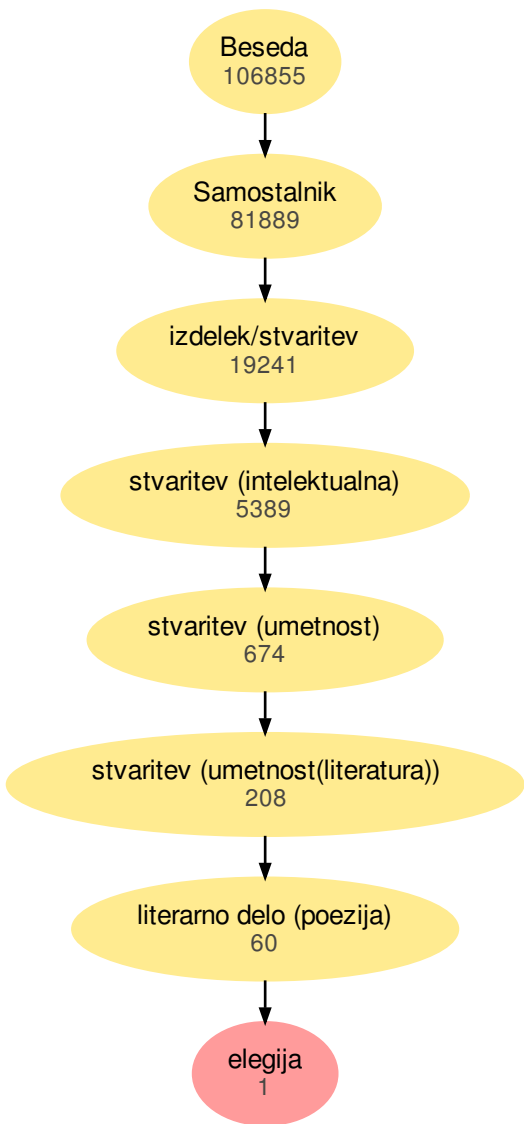 Beseda
106855
Samostalnik
81889
izdelek/stvaritev
19241
stvaritev (intelektualna)
5389
stvaritev (umetnost)
674
stvaritev (umetnost(literatura))
208
literarno delo (poezija)
60
elegija
1